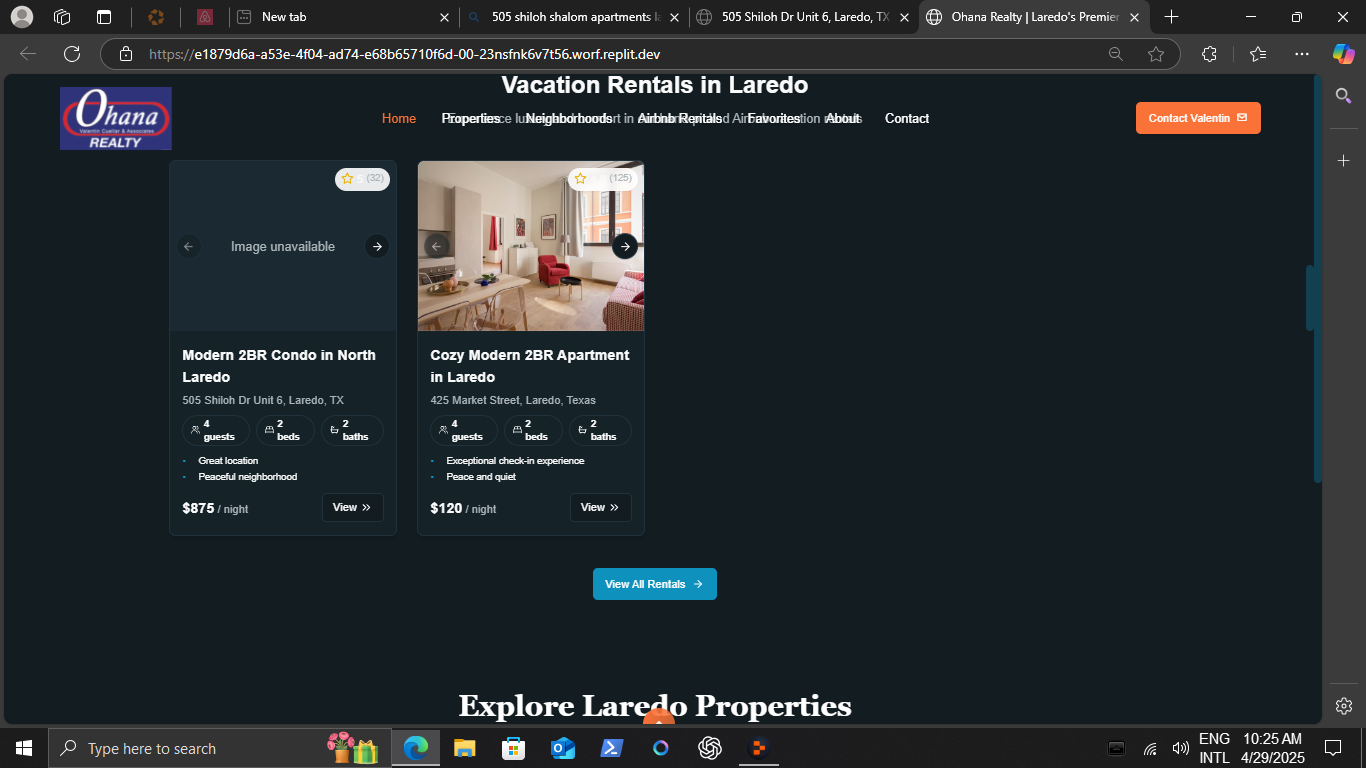 New tab
505 shiloh shalom apartments la
505 Shiloh Dr Unit 6, Laredo, TX
Ohana Realty | Laredo's Premier
https://e1879d6a-a53e-4f04-ad74-e68b65710f6d-00-23nsfnk6v7t56.worf.replit.dev
Vacation Rentals in Laredo
Ohana
Valentin Cuellar & Associates
REALTY
Home
Properties
Neighborhoods
Airbnb Rentals
Favorites
About
Contact
Contact Valentin
(32)
(125)
Image unavailable
Modern 2BR Condo in North
Laredo
505 Shiloh Dr Unit 6, Laredo, TX
4
guests
2
beds
2
baths
Great location
Peaceful neighborhood
$875 / night
View
Cozy Modern 2BR Apartment
in Laredo
425 Market Street, Laredo, Texas
4
guests
2
beds
2
baths
Exceptional check-in experience
Peace and quiet
$120 / night
View
View All Rentals
Explore Laredo Properties
Type here to search
ENG
INTL
10:25 AM
4/29/2025